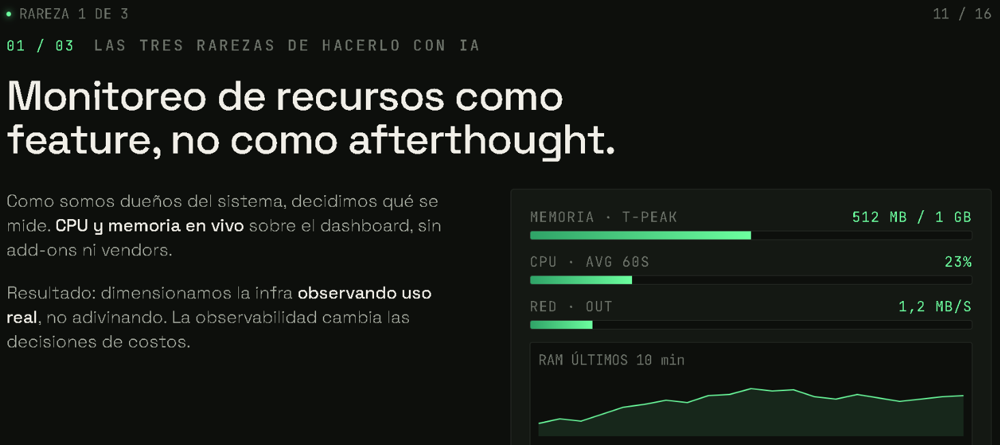 RAREZA 1 DE 3
11 / 16
01 / 03 LAS TRES RAREZAS DE HACERLO CON IA
Monitoreo de recursos como
feature, no como afterthought.
Como somos dueños del sistema, decidimos qué se
mide. CPU y memoria en vivo sobre el dashboard, sin
add-ons ni vendors.
Resultado: dimensionamos la infra observando uso
real, no adivinando. La observabilidad cambia las
decisiones de costos.
MEMORIA · T-PEAK 512 MB / 1 GB
CPU · AVG 60S 23%
RED · OUT 1,2 MB/S
RAM ÚLTIMOS 10 min